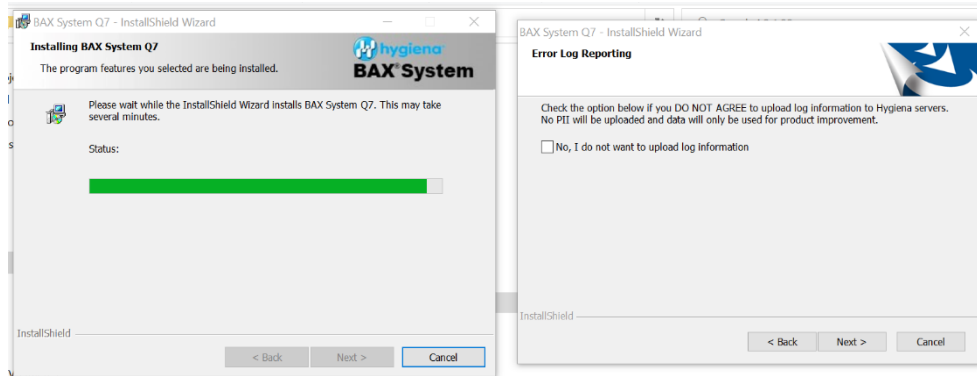 BAX System Q7 - InstallShield Wizard
Installing BAX System Q7
The program features you selected are being installed.
hygiena
BAX®System
Please wait while the InstallShield Wizard installs BAX System Q7. This may take
several minutes.
Status:
InstallShield
< Back
Next >
Cancel
BAX System Q7 - InstallShield Wizard
Error Log Reporting
Check the option below if you DO NOT AGREE to upload log information to Hygiena servers.
No PII will be uploaded and data will only be used for product improvement.
No, I do not want to upload log information
InstallShield
< Back
Next >
Cancel